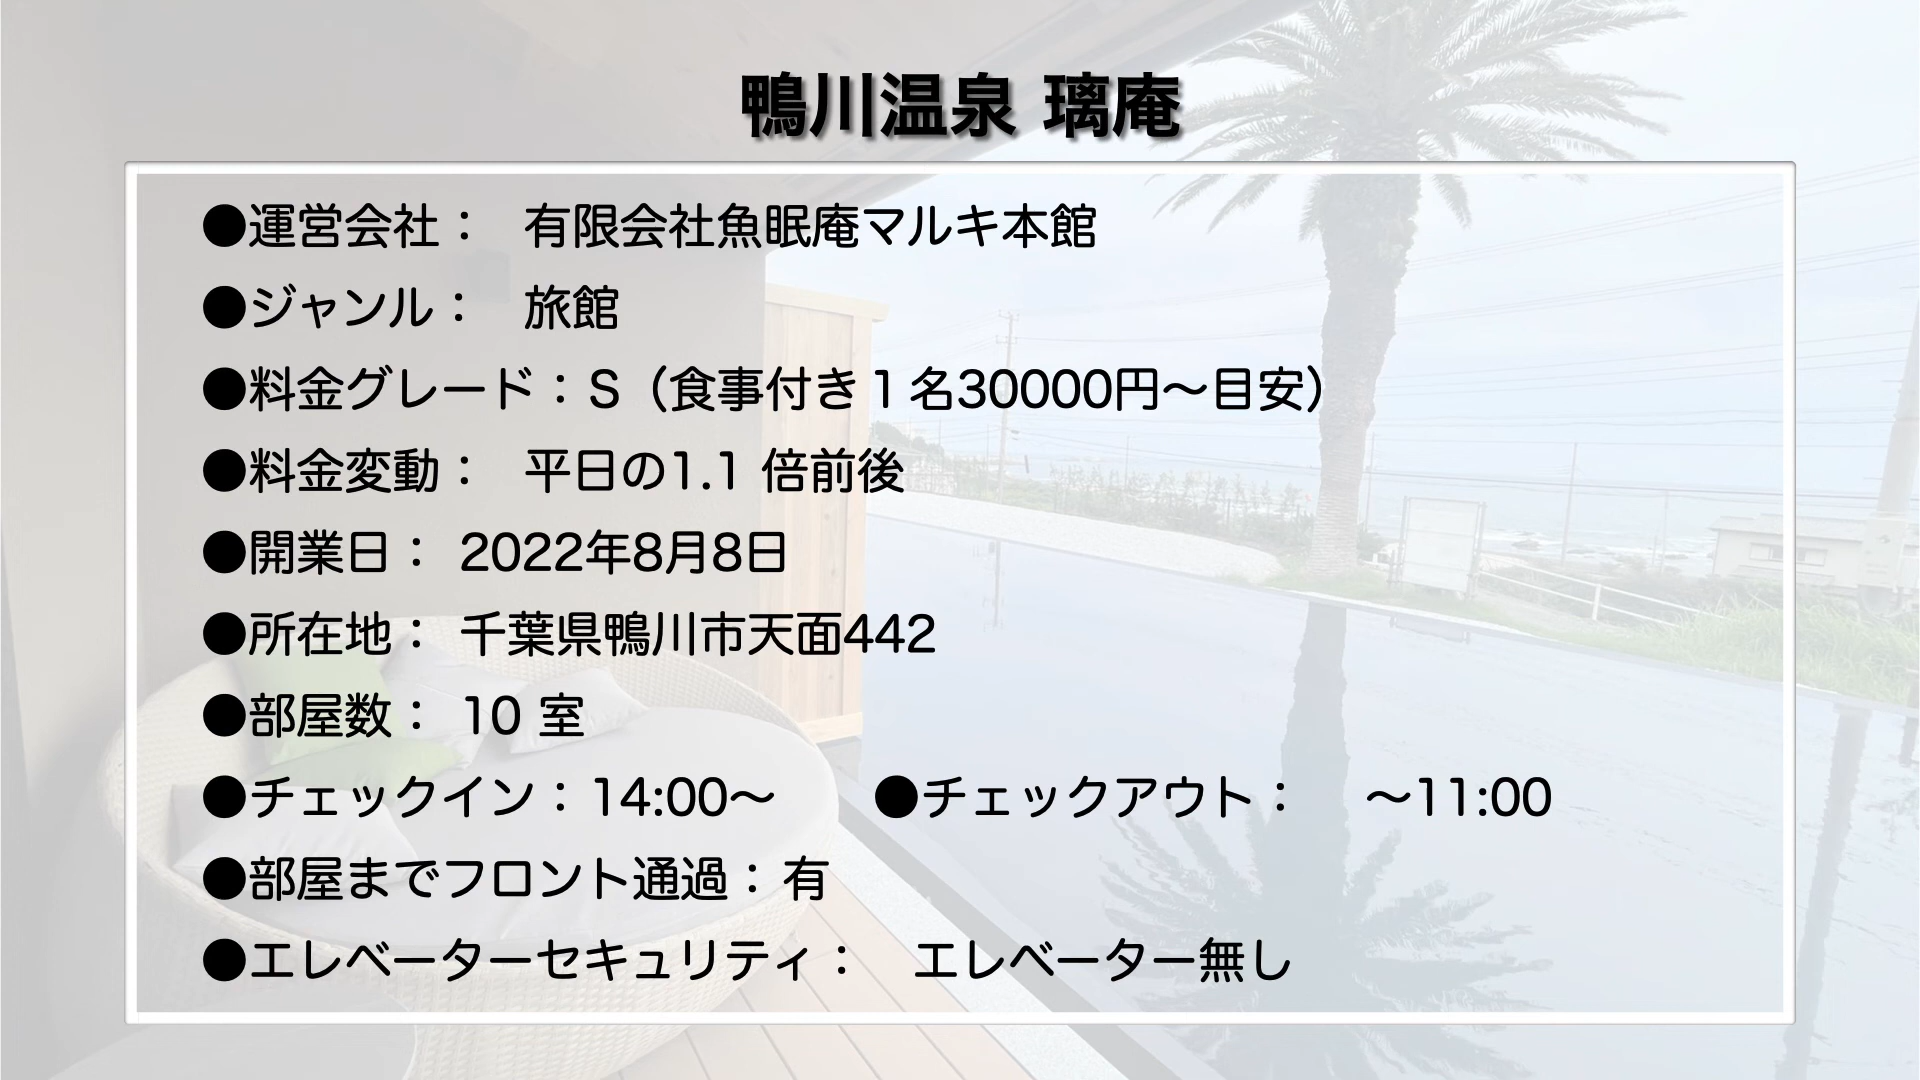 鴨川温泉 璃庵
●運営会社： 有限会社魚眠庵マルキ本館
●ジャンル： 旅館
●料金グレード：S（食事付き１名30000円〜目安）
●料金変動： 平日の1.1 倍前後
●開業日： 2022年8月8日
●所在地： 千葉県鴨川市天面442
●部屋数： 10 室
●チェックイン：14:00〜 ●チェックアウト： 〜11:00
●部屋までフロント通過：有
●エレベーターセキュリティ： エレベーター無し